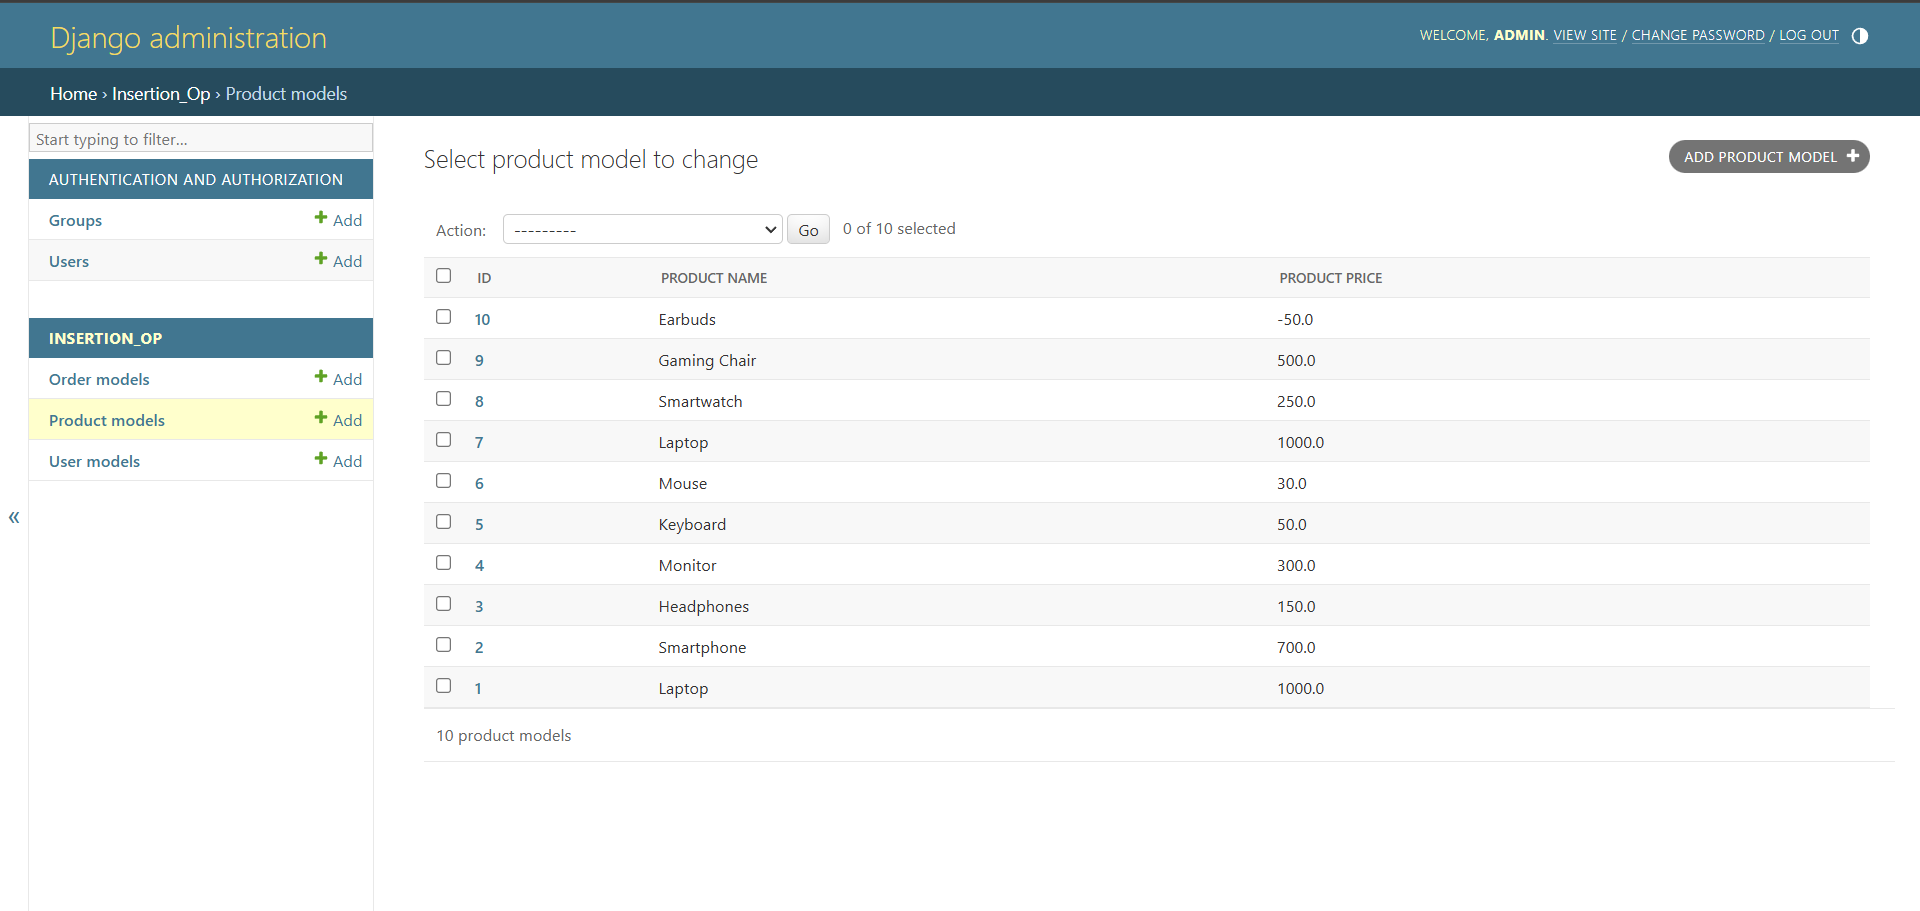 Django administration
WELCOME, ADMIN. VIEW SITE / CHANGE PASSWORD / LOG OUT
Home › Insertion_Op › Product models
Start typing to filter...
AUTHENTICATION AND AUTHORIZATION
Groups + Add
Users + Add
INSERTION_OP
Order models + Add
Product models + Add
User models + Add
«
Select product model to change
ADD PRODUCT MODEL +
Action: --------- Go 0 of 10 selected
ID PRODUCT NAME PRODUCT PRICE
10 Earbuds -50.0
9 Gaming Chair 500.0
8 Smartwatch 250.0
7 Laptop 1000.0
6 Mouse 30.0
5 Keyboard 50.0
4 Monitor 300.0
3 Headphones 150.0
2 Smartphone 700.0
1 Laptop 1000.0
10 product models